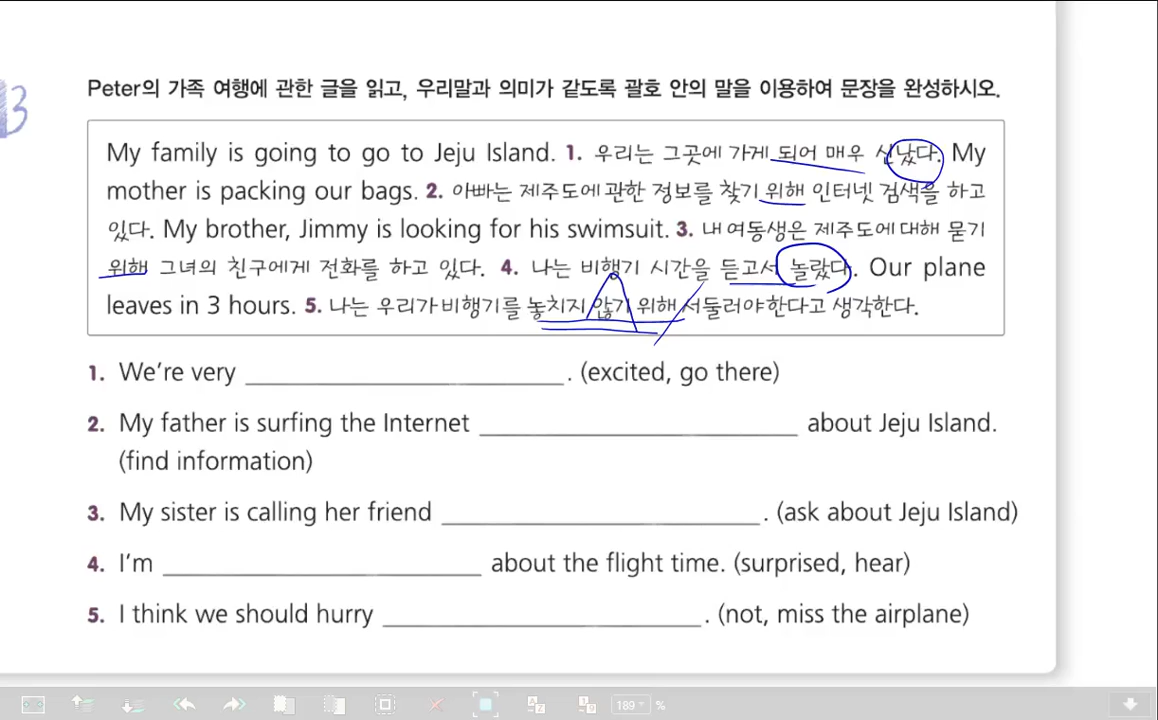 3
Peter의 가족 여행에 관한 글을 읽고, 우리말과 의미가 같도록 괄호 안의 말을 이용하여 문장을 완성하시오.
My family is going to go to Jeju Island. 1. 우리는 그곳에 가게 되어 매우 신났다. My
mother is packing our bags. 2. 아빠는 제주도에 관한 정보를 찾기 위해 인터넷 검색을 하고
있다. My brother, Jimmy is looking for his swimsuit. 3. 내 여동생은 제주도에 대해 묻기
위해 그녀의 친구에게 전화를 하고 있다. 4. 나는 비행기 시간을 듣고서 놀랐다. Our plane
leaves in 3 hours. 5. 나는 우리가 비행기를 놓치지 않기 위해 서둘러야 한다고 생각한다.
1. We're very ______. (excited, go there)
2. My father is surfing the Internet ______ about Jeju Island.
(find information)
3. My sister is calling her friend ______. (ask about Jeju Island)
4. I'm ______ about the flight time. (surprised, hear)
5. I think we should hurry ______. (not, miss the airplane)
189 %